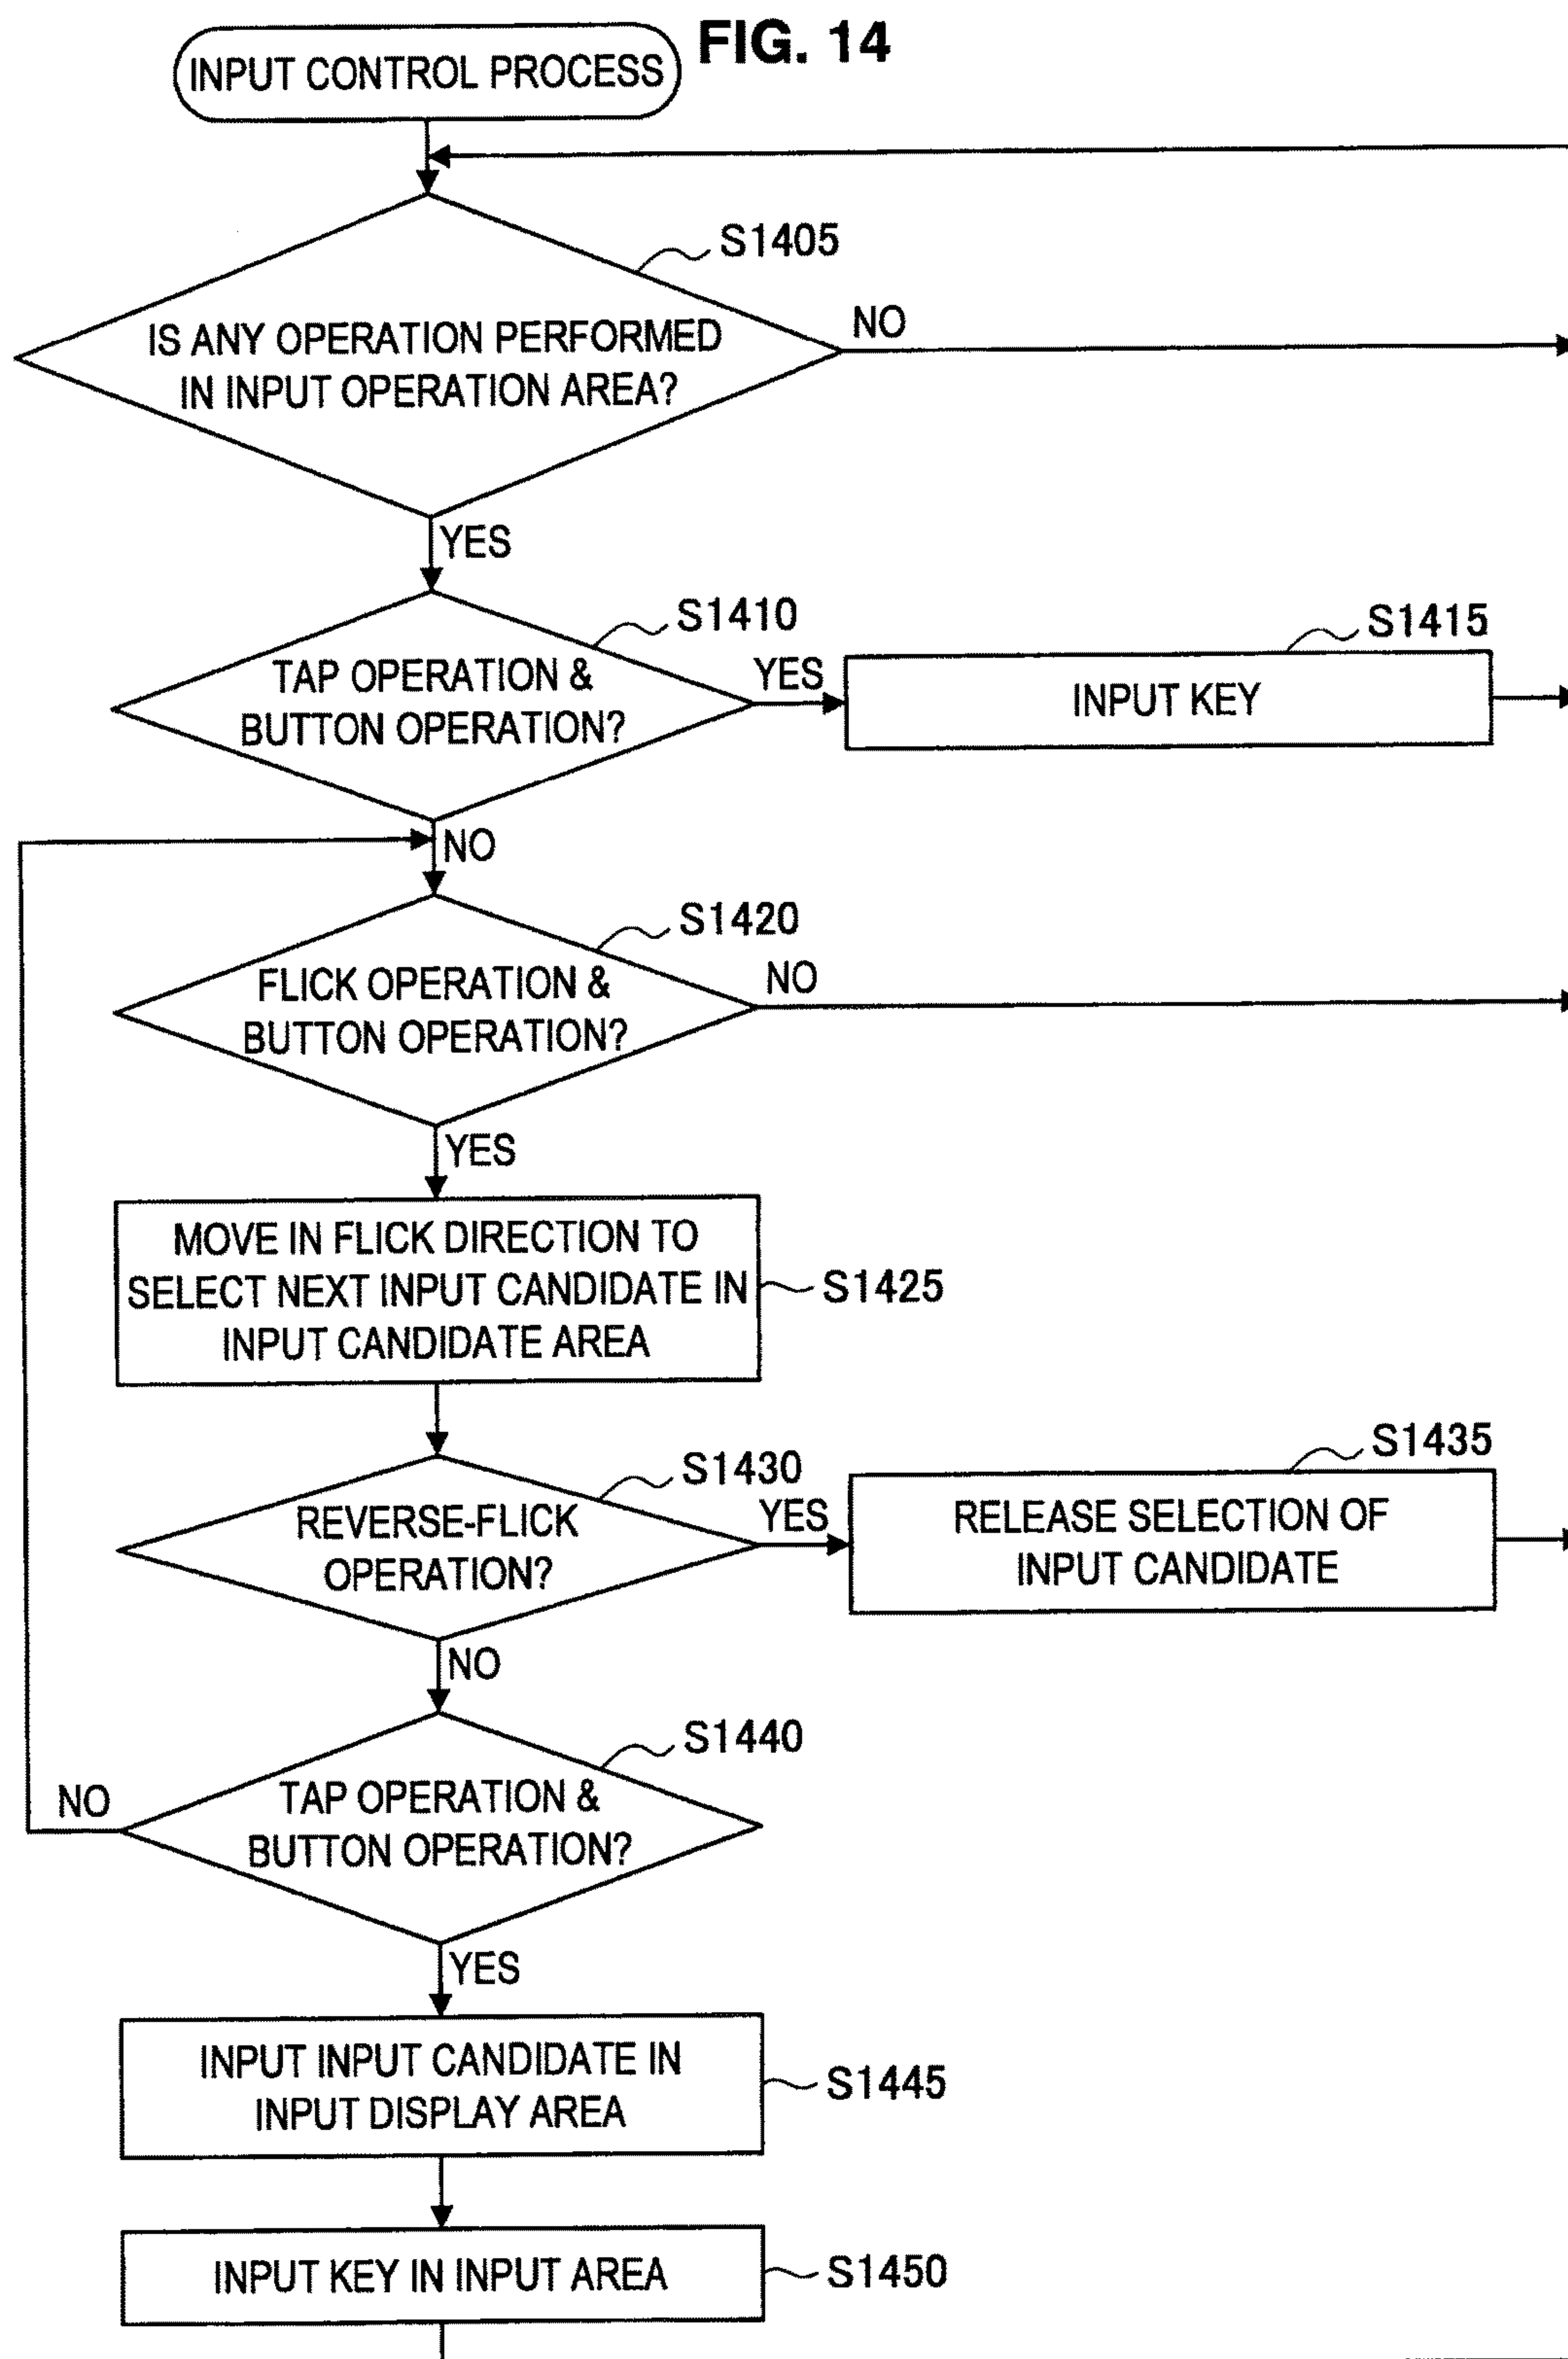 FIG. 14
INPUT CONTROL PROCESS
S1405
IS ANY OPERATION PERFORMED
IN INPUT OPERATION AREA?
NO
YES
S1410
TAP OPERATION &
BUTTON OPERATION?
YES
S1415
INPUT KEY
NO
S1420
FLICK OPERATION &
BUTTON OPERATION?
NO
YES
MOVE IN FLICK DIRECTION TO
SELECT NEXT INPUT CANDIDATE IN
INPUT CANDIDATE AREA
S1425
S1430
REVERSE-FLICK
OPERATION?
YES
S1435
RELEASE SELECTION OF
INPUT CANDIDATE
NO
S1440
TAP OPERATION &
BUTTON OPERATION?
NO
YES
INPUT INPUT CANDIDATE IN
INPUT DISPLAY AREA
S1445
INPUT KEY IN INPUT AREA
S1450